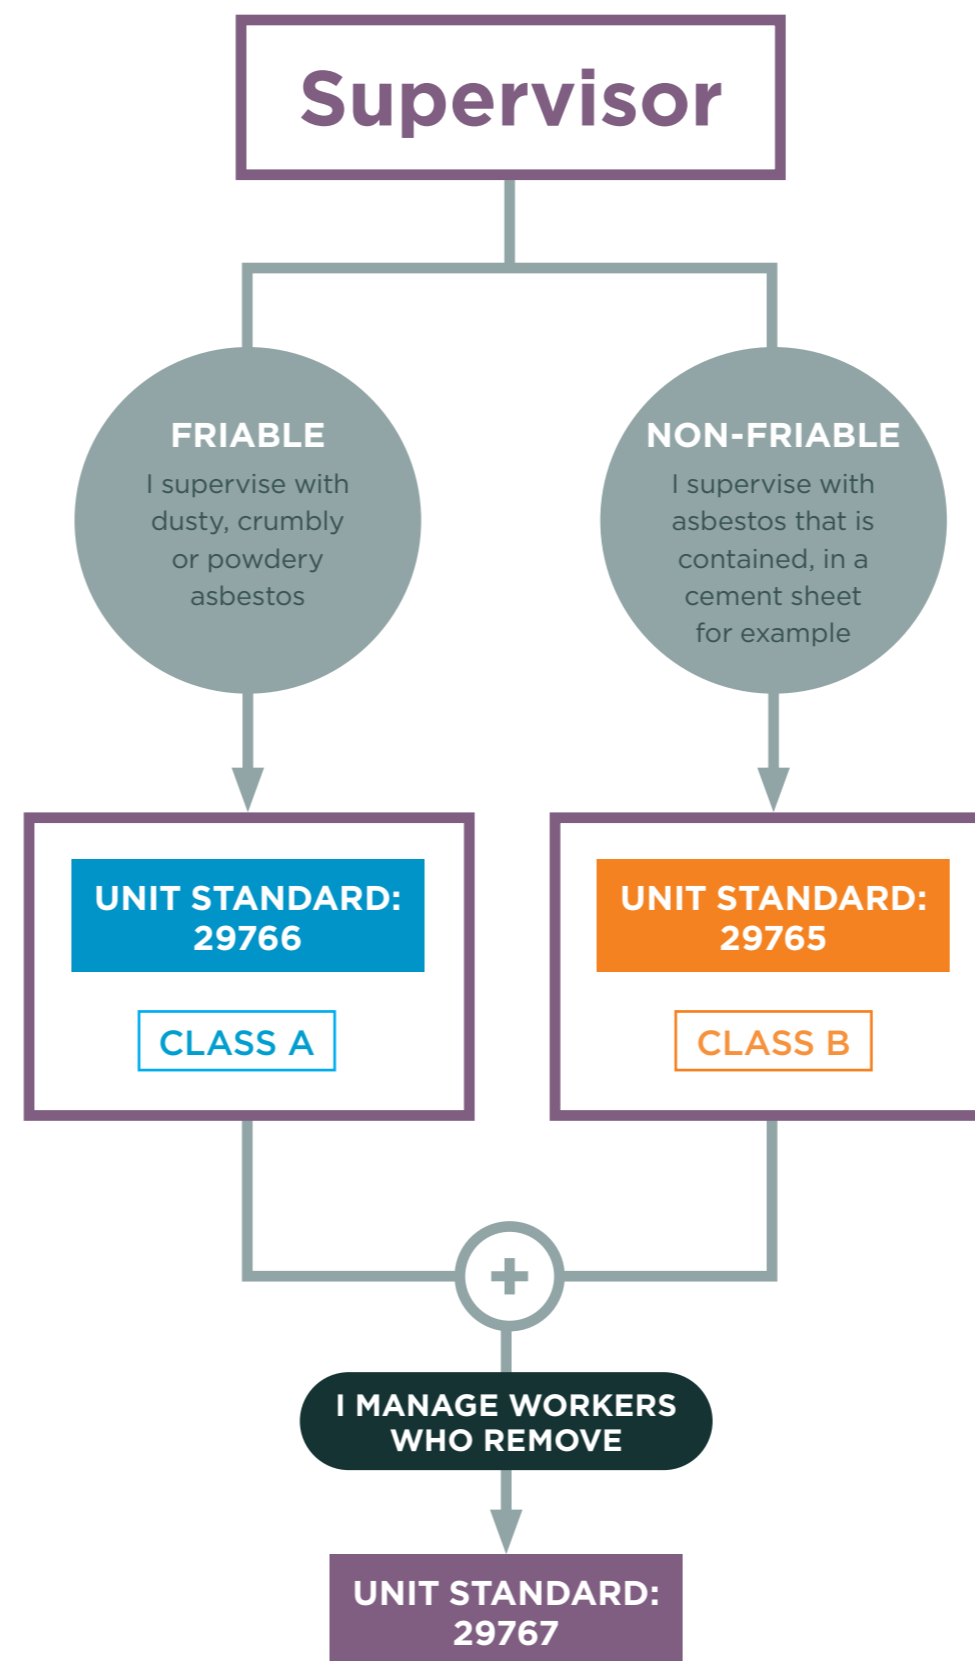 Supervisor
FRIABLE
I supervise with
dusty, crumbly
or powdery
asbestos
NON-FRIABLE
I supervise with
asbestos that is
contained, in a
cement sheet
for example
UNIT STANDARD:
29766
CLASS A
UNIT STANDARD:
29765
CLASS B
+
I MANAGE WORKERS
WHO REMOVE
UNIT STANDARD:
29767